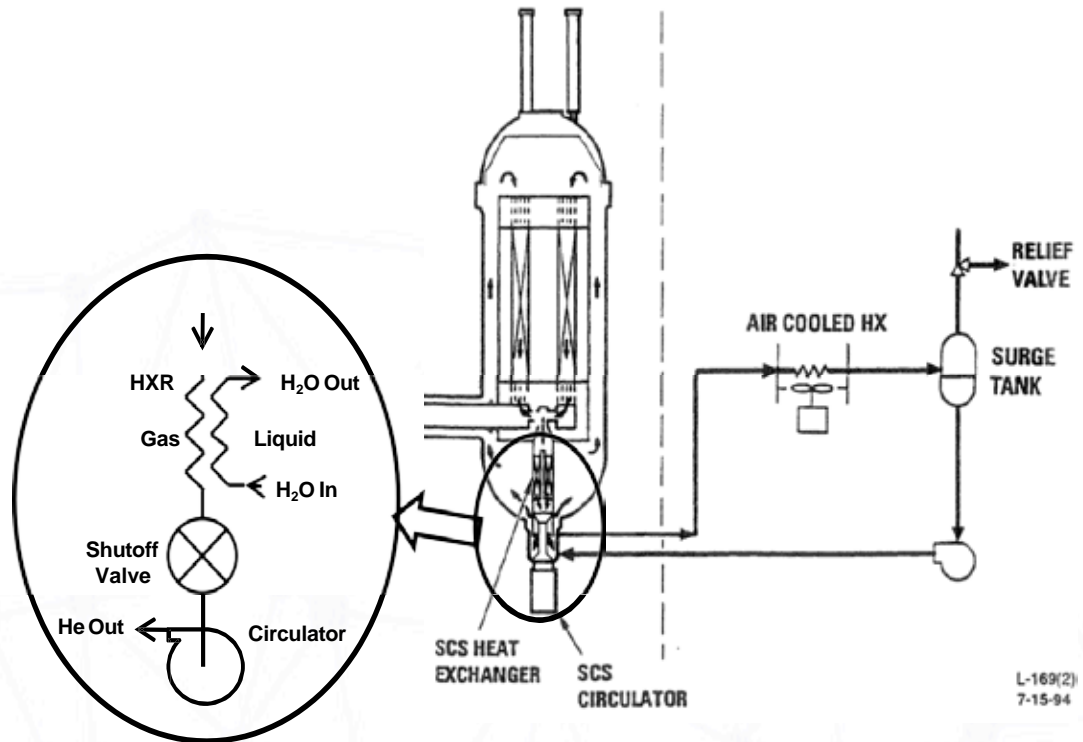 HXR
H₂O Out
Gas
Liquid
H₂O In
Shutoff
Valve
He Out
Circulator
SCS HEAT
EXCHANGER
SCS
CIRCULATOR
AIR COOLED HX
RELIEF
VALVE
SURGE
TANK
L-169(2)
7-15-94